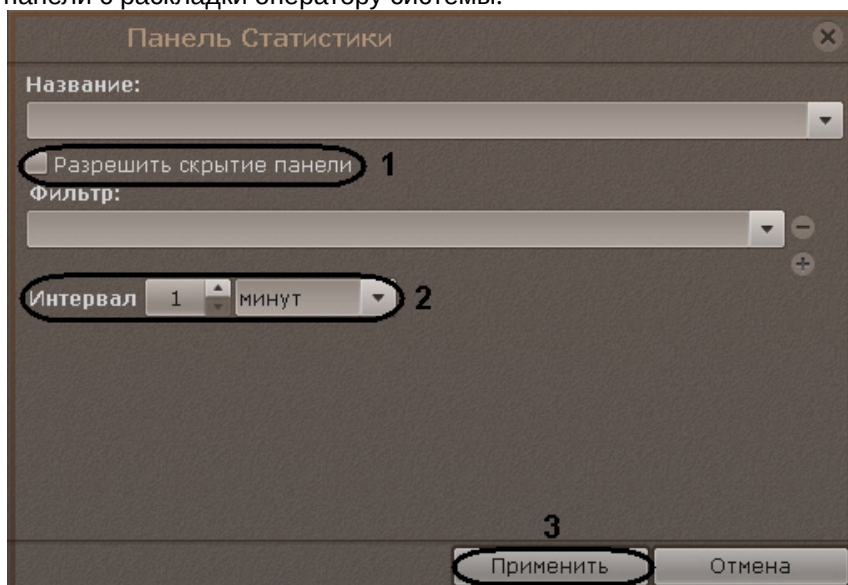 панели с раскладки оператору системы.
Панель Статистики
Название:
Разрешить скрытие панели 1
Фильтр:
Интервал 1 минут 2
3
Применить Отмена